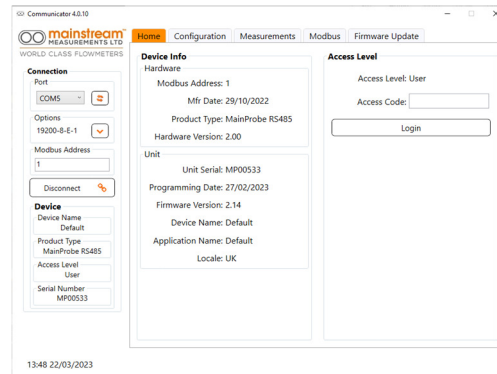 Communicator 4.0.10
mainstream
MEASUREMENTS LTD
WORLD CLASS FLOWMETERS
Home Configuration Measurements Modbus Firmware Update
Connection
Port
COM5
Options
19200-8-E-1
Modbus Address
1
Disconnect
Device
Device Name
Default
Product Type
MainProbe RS485
Access Level
User
Serial Number
MP00533
Device Info
Hardware
Modbus Address: 1
Mfr Date: 29/10/2022
Product Type: MainProbe RS485
Hardware Version: 2.00
Unit
Unit Serial: MP00533
Programming Date: 27/02/2023
Firmware Version: 2.14
Device Name: Default
Application Name: Default
Locale: UK
Access Level
Access Level: User
Access Code:
Login
13:48 22/03/2023